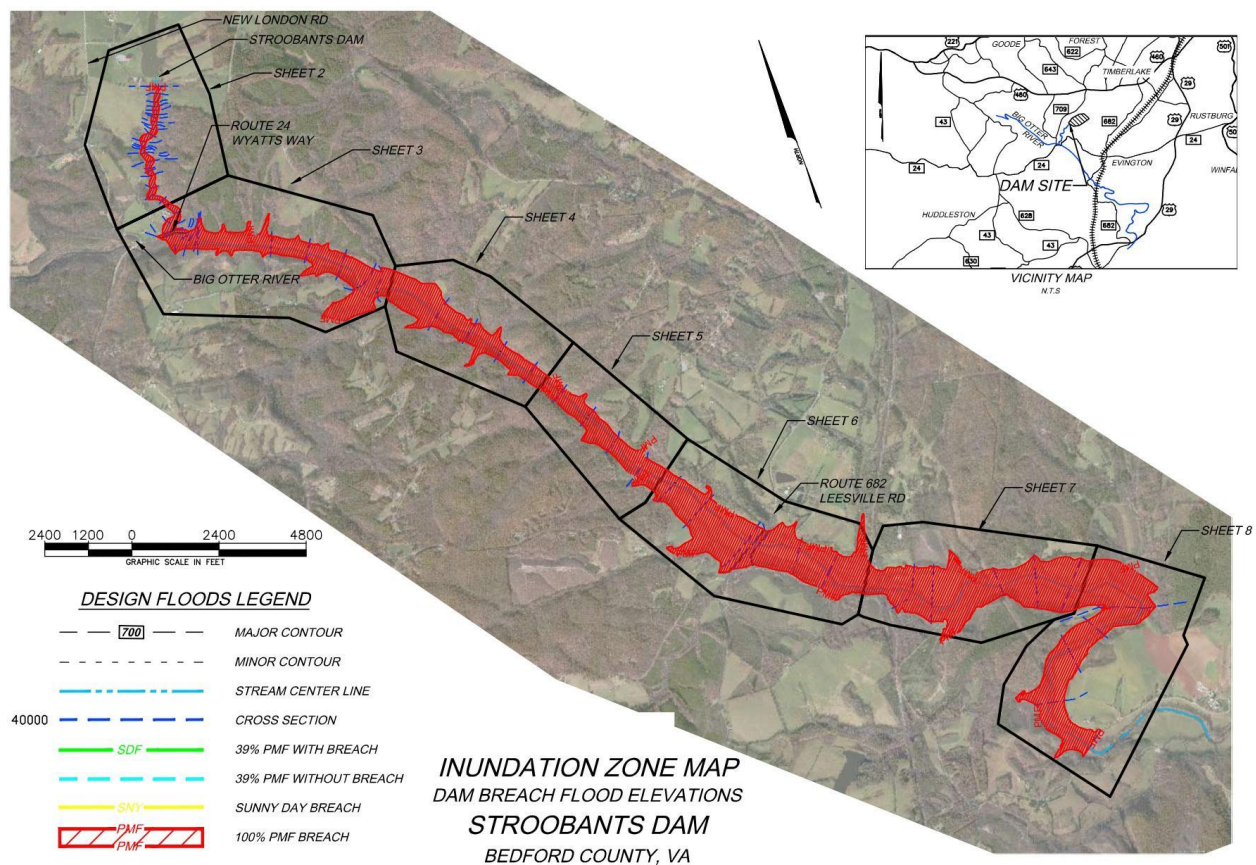 NEW LONDON RD
STROOBANTS DAM
SHEET 2
ROUTE 24
WYATTS WAY
SHEET 3
SHEET 4
BIG OTTER RIVER
SHEET 5
SHEET 6
ROUTE 682
LEESVILLE RD
SHEET 7
SHEET 8
NORTH
221
GOODE
FOREST
622
460
501
643
TIMBERLAKE
29
460
709
BIG OTTER
RIVER
43
682
29
RUSTBURG
24
24
24
EVINGTON
50
WINFA
DAM SITE
HUDDLESTON
628
29
43
43
682
630
VICINITY MAP
N.T.S
PMF
PMF
PMF
2400 1200 0 2400 4800
GRAPHIC SCALE IN FEET
DESIGN FLOODS LEGEND
700 MAJOR CONTOUR
MINOR CONTOUR
STREAM CENTER LINE
40000 CROSS SECTION
SDF 39% PMF WITH BREACH
39% PMF WITHOUT BREACH
SNY SUNNY DAY BREACH
PMF
PMF 100% PMF BREACH
INUNDATION ZONE MAP
DAM BREACH FLOOD ELEVATIONS
STROOBANTS DAM
BEDFORD COUNTY, VA